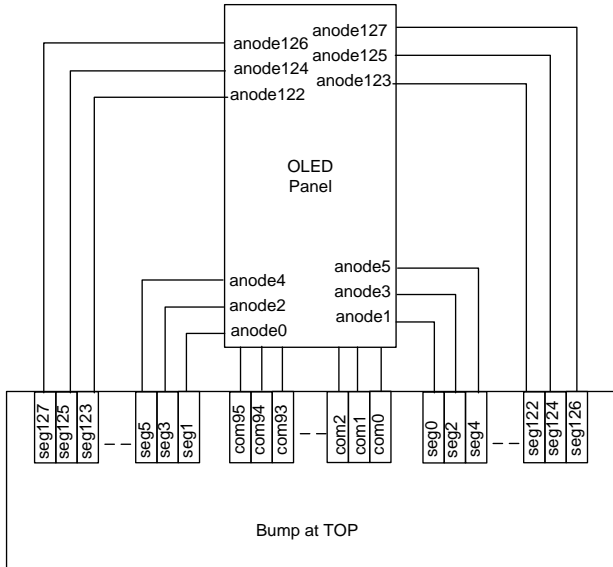 anode127
anode126
anode125
anode124
anode123
anode122
OLED
Panel
anode5
anode4
anode3
anode2
anode1
anode0
seg127
seg125
seg123
seg5
seg3
seg1
com95
com94
com93
com2
com1
com0
seg0
seg2
seg4
seg122
seg124
seg126
Bump at TOP